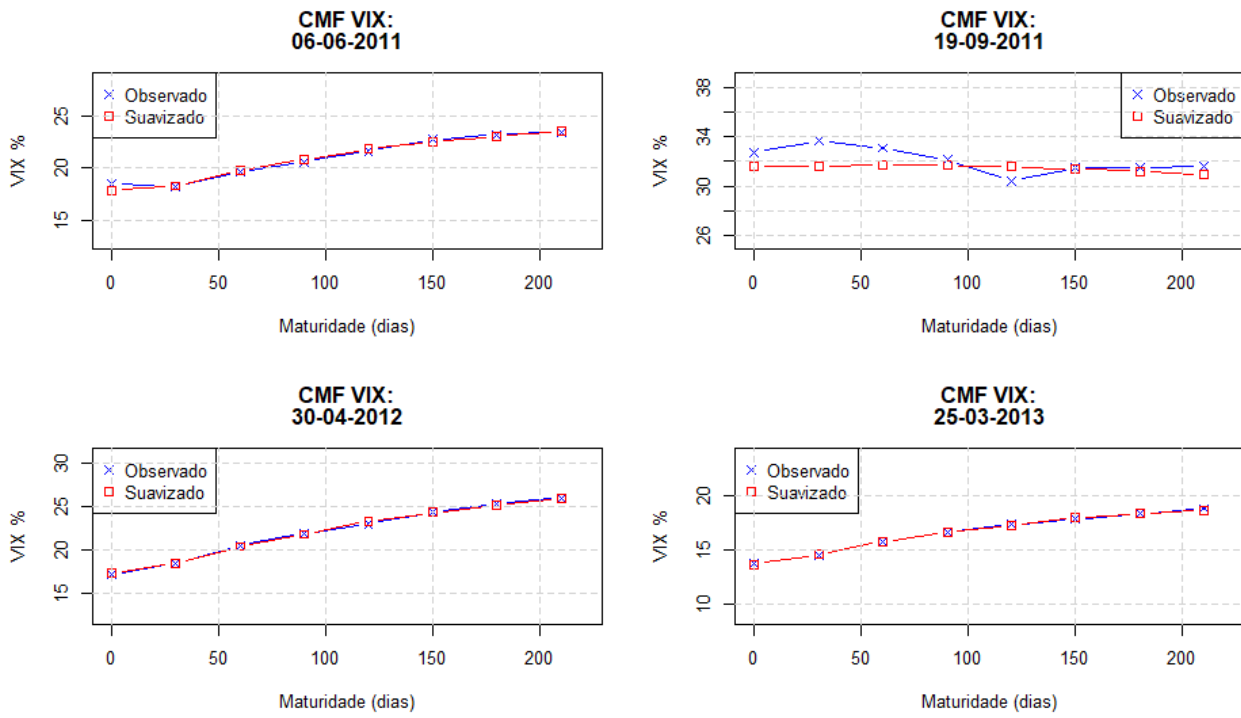 CMF VIX:
06-06-2011
Observado
Suavizado
VIX %
15
20
25
0
50
100
150
200
Maturidade (dias)
CMF VIX:
19-09-2011
Observado
Suavizado
VIX %
26
30
34
38
0
50
100
150
200
Maturidade (dias)
CMF VIX:
30-04-2012
Observado
Suavizado
VIX %
15
20
25
30
0
50
100
150
200
Maturidade (dias)
CMF VIX:
25-03-2013
Observado
Suavizado
VIX %
10
15
20
0
50
100
150
200
Maturidade (dias)